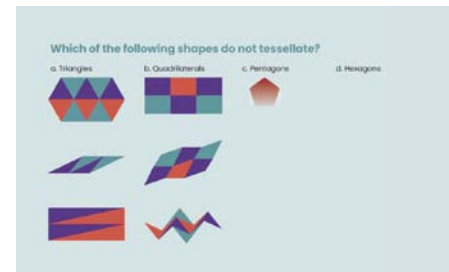 Which of the following shapes do not tessellate?
a. Triangles
b. Quadrilaterals
c. Pentagons
d. Hexagons